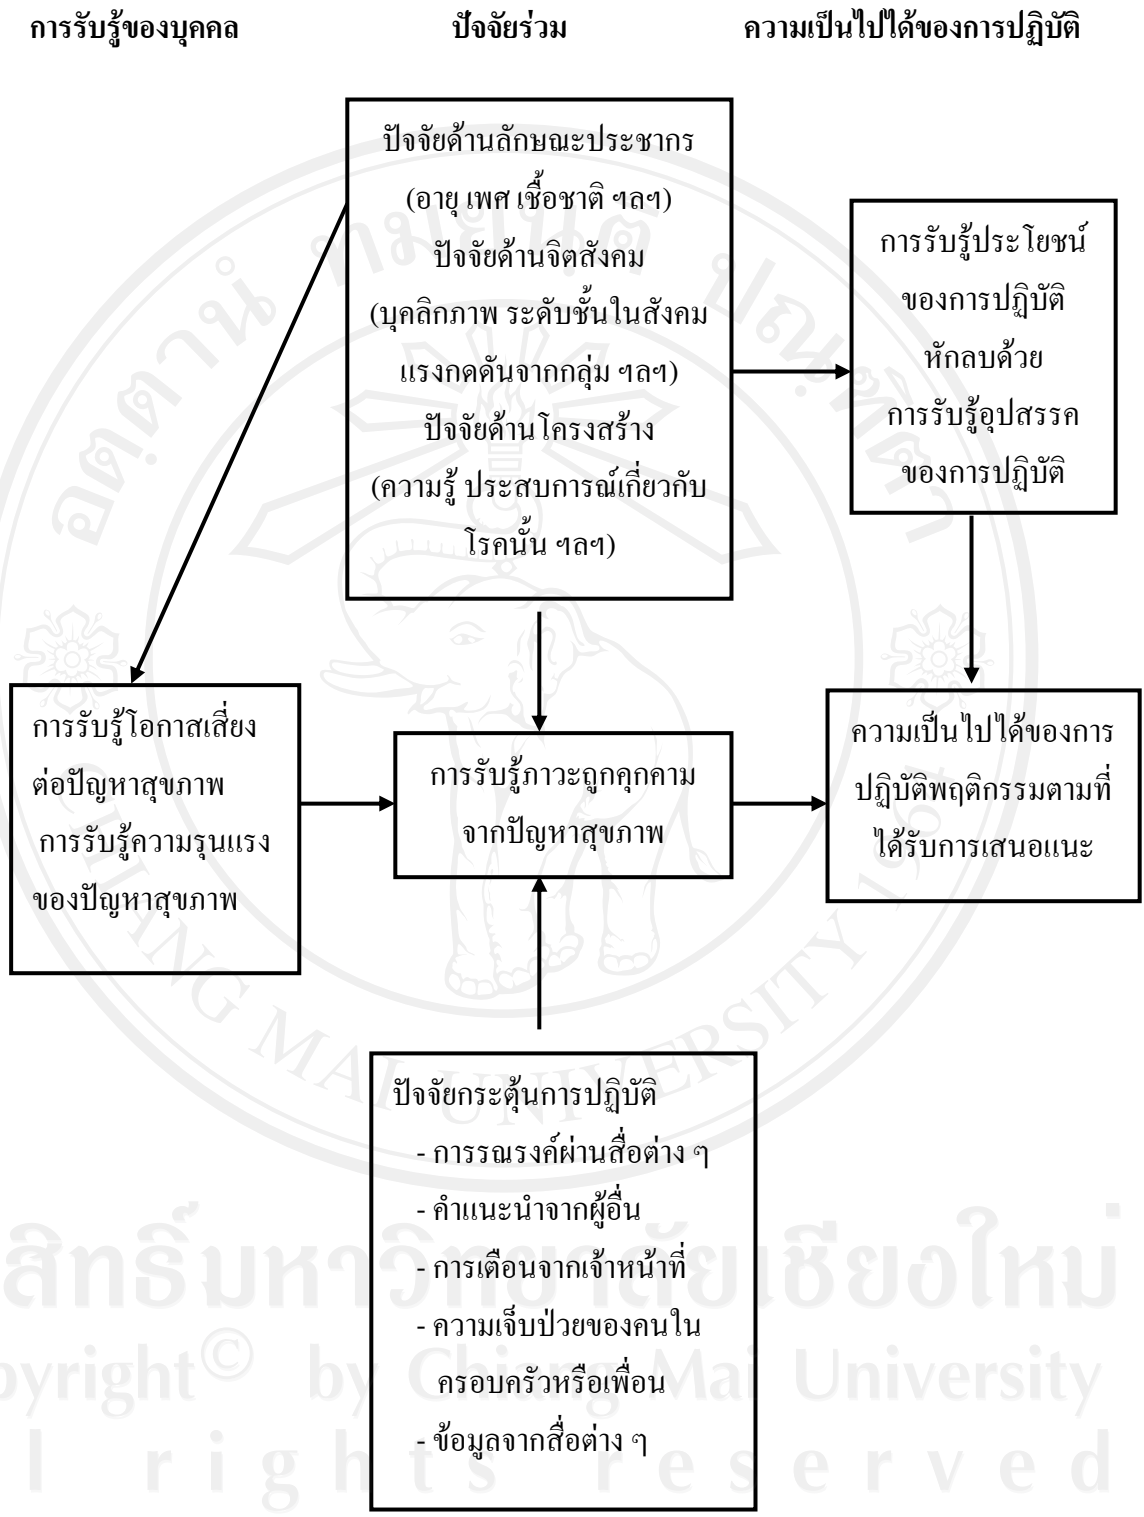 การรับรู้ของบุคคล ปัจจัยร่วม ความเป็นไปได้ของการปฏิบัติ
ปัจจัยด้านลักษณะประชากร
(อายุ เพศ เชื้อชาติ ฯลฯ)
ปัจจัยด้านจิตสังคม
(บุคลิกภาพ ระดับชั้นในสังคม
แรงกดดันจากกลุ่ม ฯลฯ)
ปัจจัยด้านโครงสร้าง
(ความรู้ ประสบการณ์เกี่ยวกับ
โรคนั้น ฯลฯ)
การรับรู้ประโยชน์
ของการปฏิบัติ
หักลบด้วย
การรับรู้อุปสรรค
ของการปฏิบัติ
การรับรู้โอกาสเสี่ยง
ต่อปัญหาสุขภาพ
การรับรู้ความรุนแรง
ของปัญหาสุขภาพ
การรับรู้ภาวะถูกคุกคาม
จากปัญหาสุขภาพ
ความเป็นไปได้ของการ
ปฏิบัติพฤติกรรมตามที่
ได้รับการเสนอแนะ
ปัจจัยกระตุ้นการปฏิบัติ
- การรณรงค์ผ่านสื่อต่าง ๆ
- คำแนะนำจากผู้อื่น
- การเตือนจากเจ้าหน้าที่
- ความเจ็บป่วยของคนใน
ครอบครัวหรือเพื่อน
- ข้อมูลจากสื่อต่าง ๆ
CHIANG MAI UNIVERSITY 1964
สิทธิ์มหาวิทยาลัยเชียงใหม่
pyright© by Chiang Mai University
l rights reserved